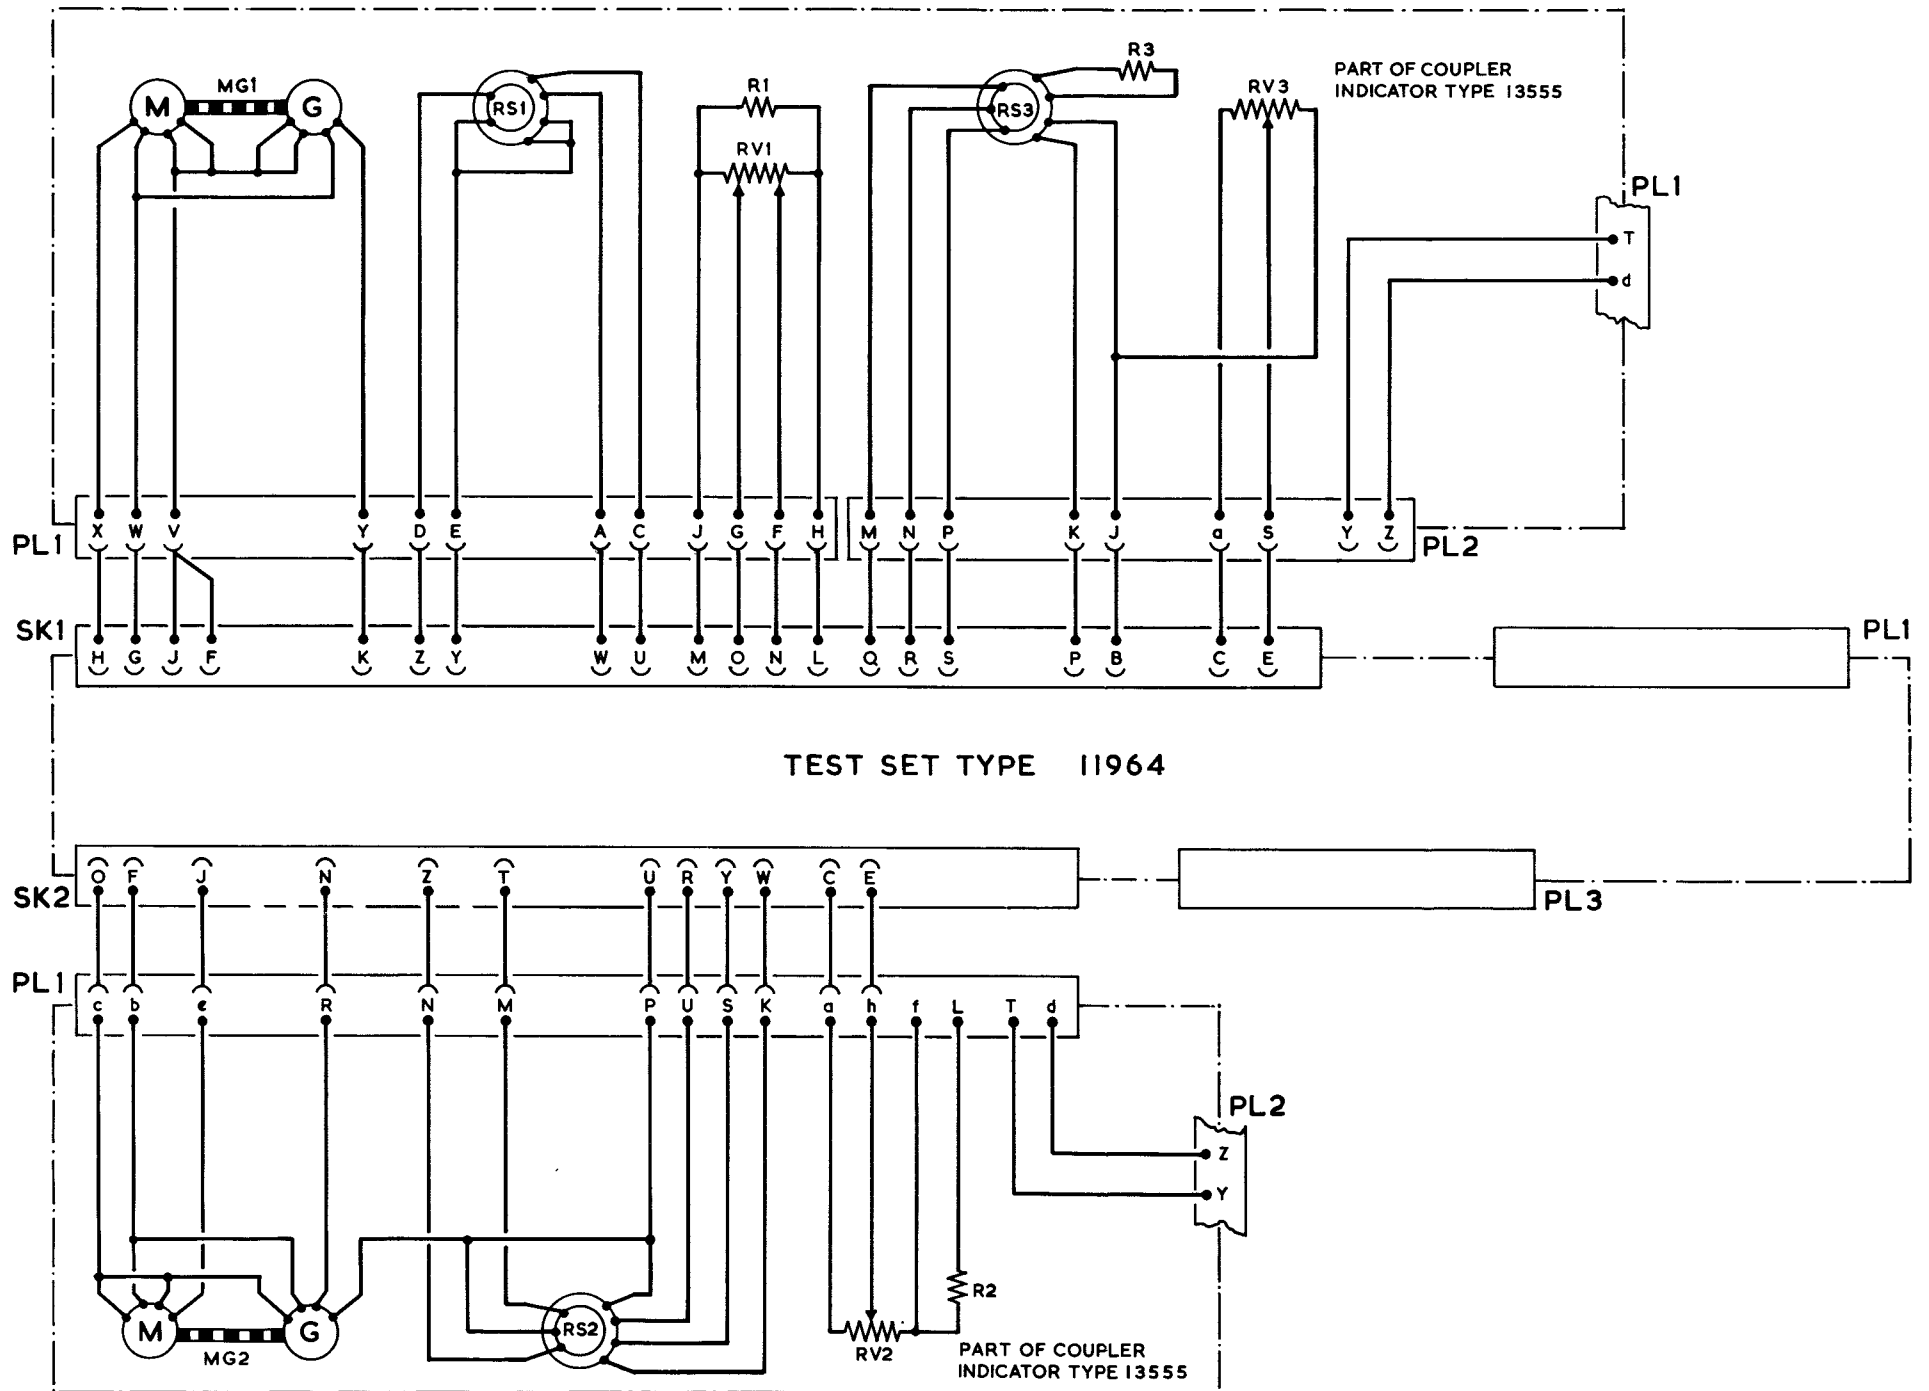 M MG1 G
RS1
R1
RV1
RS3
R3
RV3
PART OF COUPLER
INDICATOR TYPE 13555
PL1
T
d
X W V Y D E A C J G F H M N P K J a S Y Z
PL1
PL2
SK1
H G J F K Z Y W U M O N L Q R S P B C E
PL1
TEST SET TYPE 11964
O F J N Z T U R Y W C E
SK2
PL3
PL1
c b e R N M P U S K a h f L T d
PL2
Z
Y
M G
MG2
RS2
RV2
R2
PART OF COUPLER
INDICATOR TYPE 13555